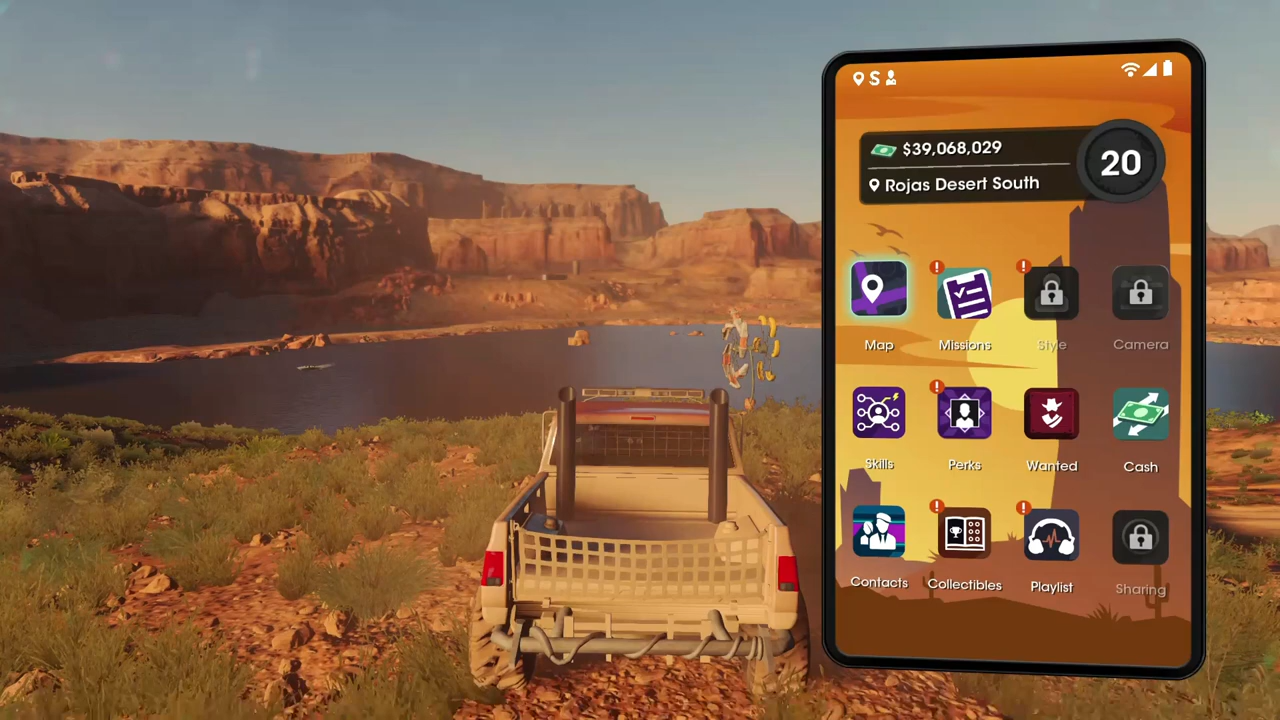 S
$39,068,029
20
Rojas Desert South
Map
Missions
Style
Camera
Skills
Perks
Wanted
Cash
Contacts
Collectibles
Playlist
Sharing